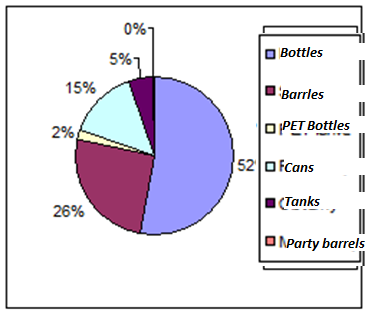 0%
5%
15%
2%
26%
52
Bottles
Barrles
PET Bottles
Cans
Tanks
Party barrels